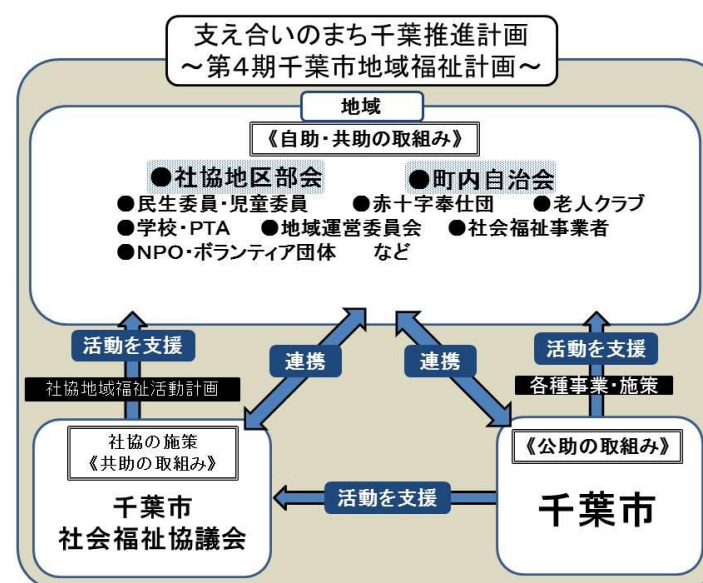 支え合いのまち千葉推進計画
～第4期千葉市地域福祉計画～
地域
《自助・共助の取組み》
●社協地区部会 ●町内自治会
●民生委員・児童委員 ●赤十字奉仕団 ●老人クラブ
●学校・PTA ●地域運営委員会 ●社会福祉事業者
●NPO・ボランティア団体 など
活動を支援
連携
連携
活動を支援
社協地域福祉活動計画
各種事業・施策
社協の施策
《共助の取組み》
千葉市
社会福祉協議会
活動を支援
《公助の取組み》
千葉市